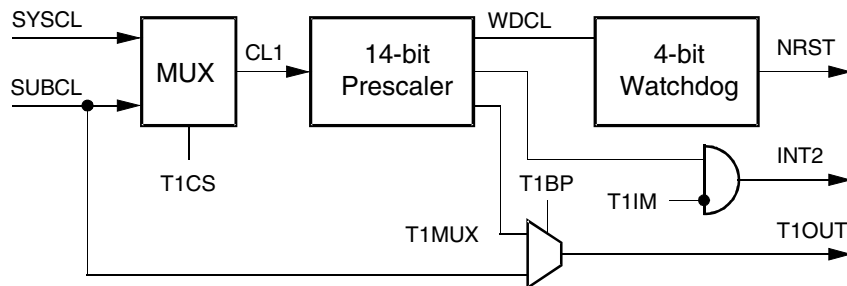 SYSCL
WDCL
NRST
MUX
CL1
14-bit
Prescaler
4-bit
Watchdog
SUBCL
T1CS
T1BP
INT2
T1IM
T1MUX
T1OUT